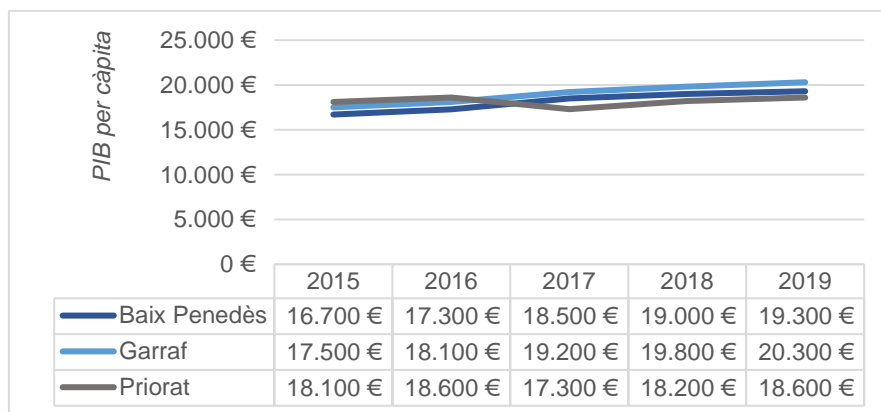 PIB per càpita
25.000 €
20.000 €
15.000 €
10.000 €
5.000 €
0 €
2015 2016 2017 2018 2019
Baix Penedès 16.700 € 17.300 € 18.500 € 19.000 € 19.300 €
Garraf 17.500 € 18.100 € 19.200 € 19.800 € 20.300 €
Priorat 18.100 € 18.600 € 17.300 € 18.200 € 18.600 €